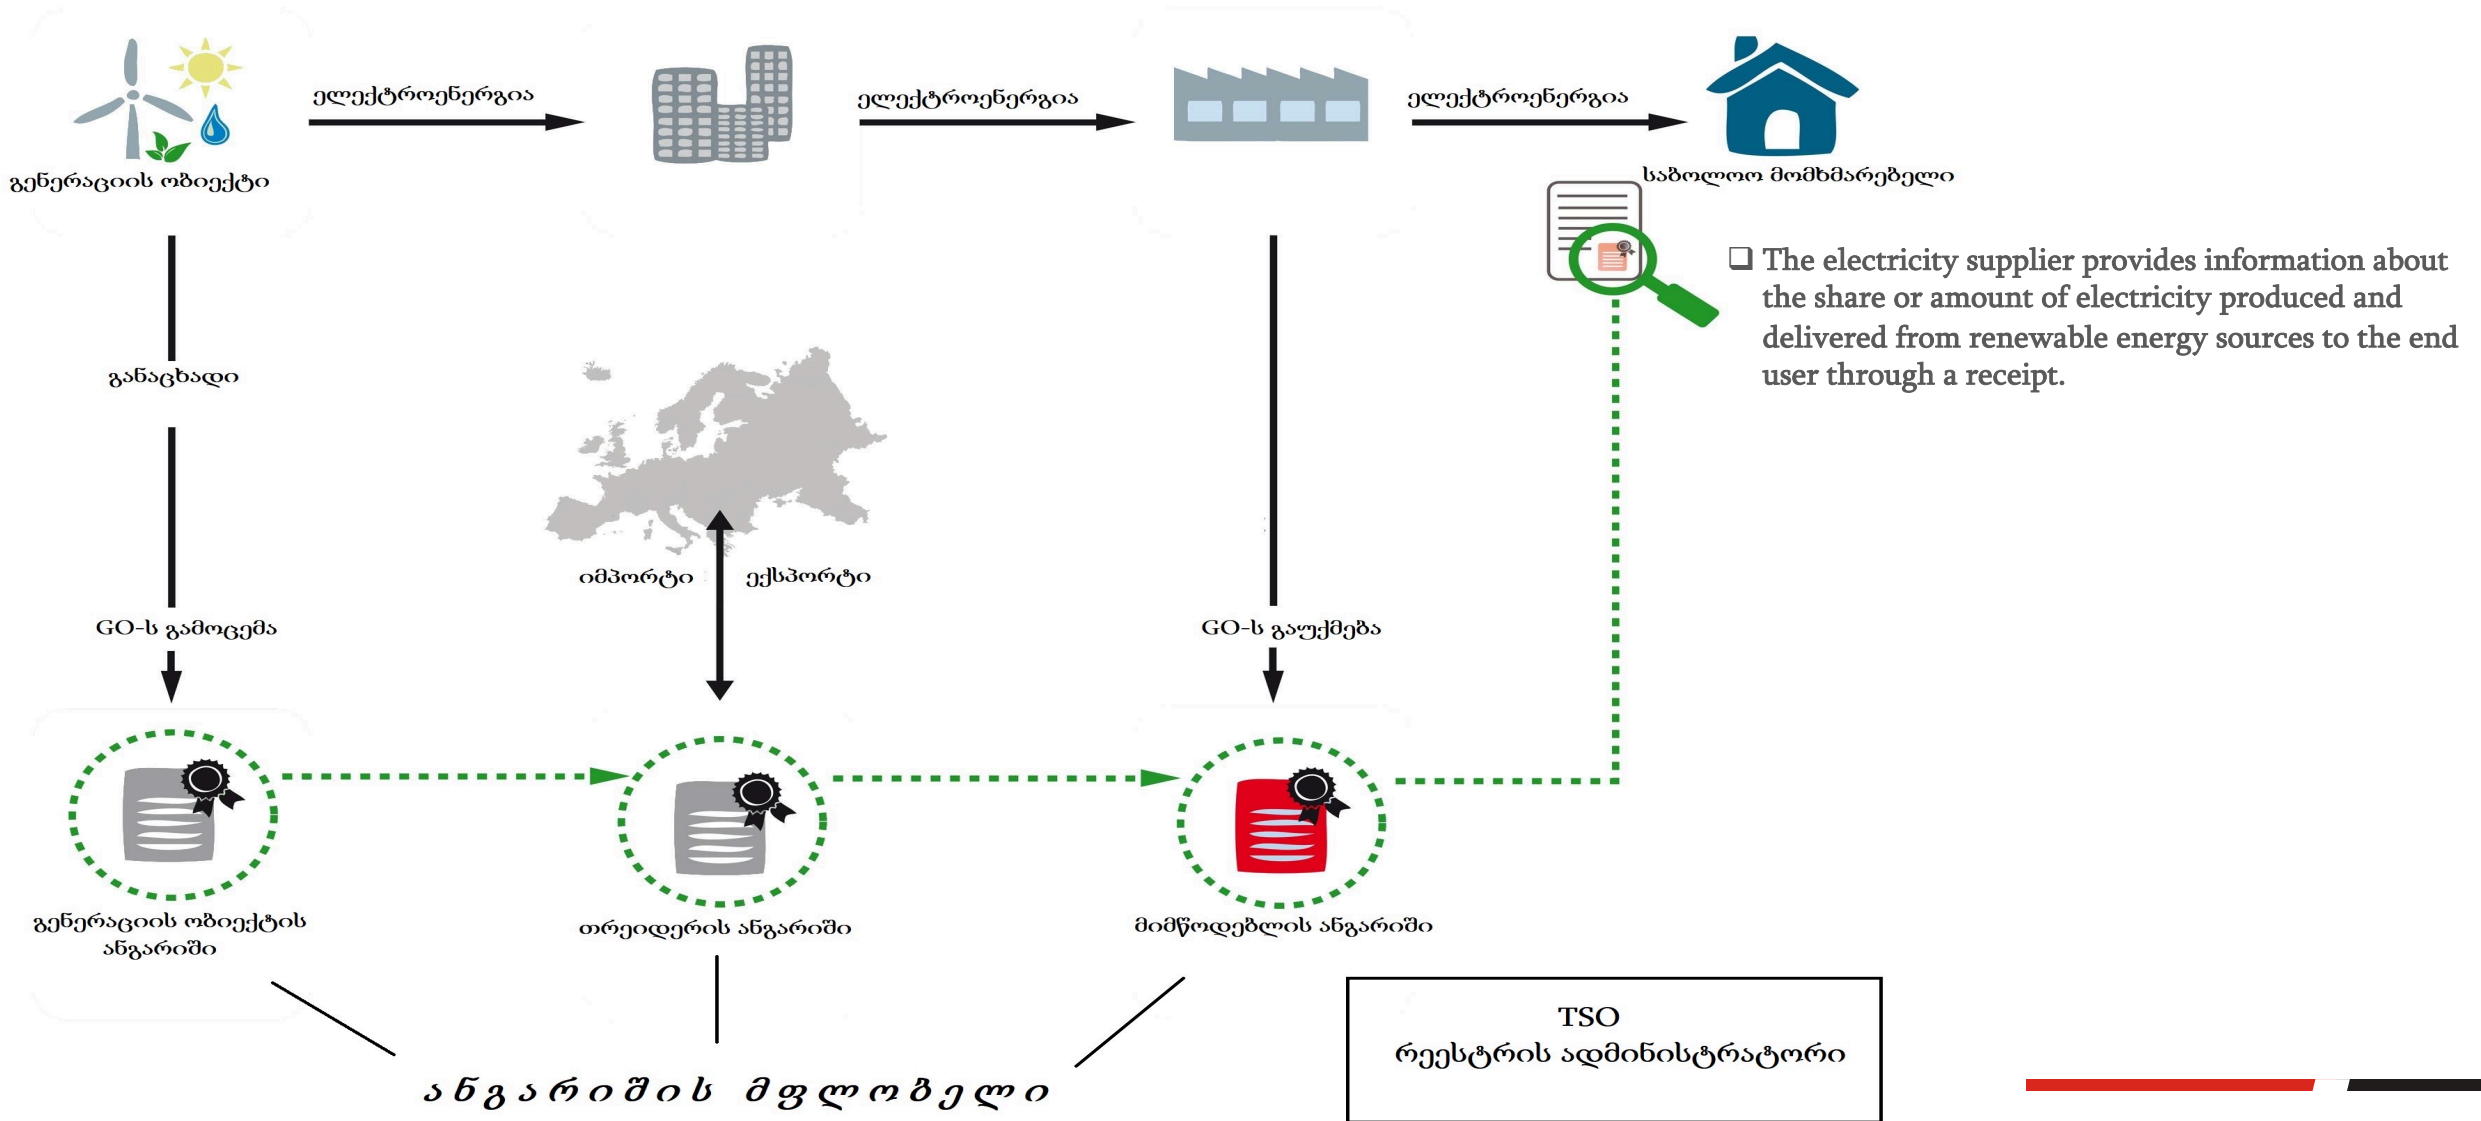 ელექტროენერგია
ელექტროენერგია
ელექტროენერგია
გენერაციის ობიექტი
საბოლოო მომხმარებელი
❑ The electricity supplier provides information about
the share or amount of electricity produced and
delivered from renewable energy sources to the end
user through a receipt.
განაცხადი
იმპორტი
ექსპორტი
GO-ს გამოცემა
GO-ს გაუქმება
გენერაციის ობიექტის
ანგარიში
თრეიდერის ანგარიში
მიმწოდებლის ანგარიში
TSO
რეესტრის ადმინისტრატორი
ანგარიშის მფლობელი